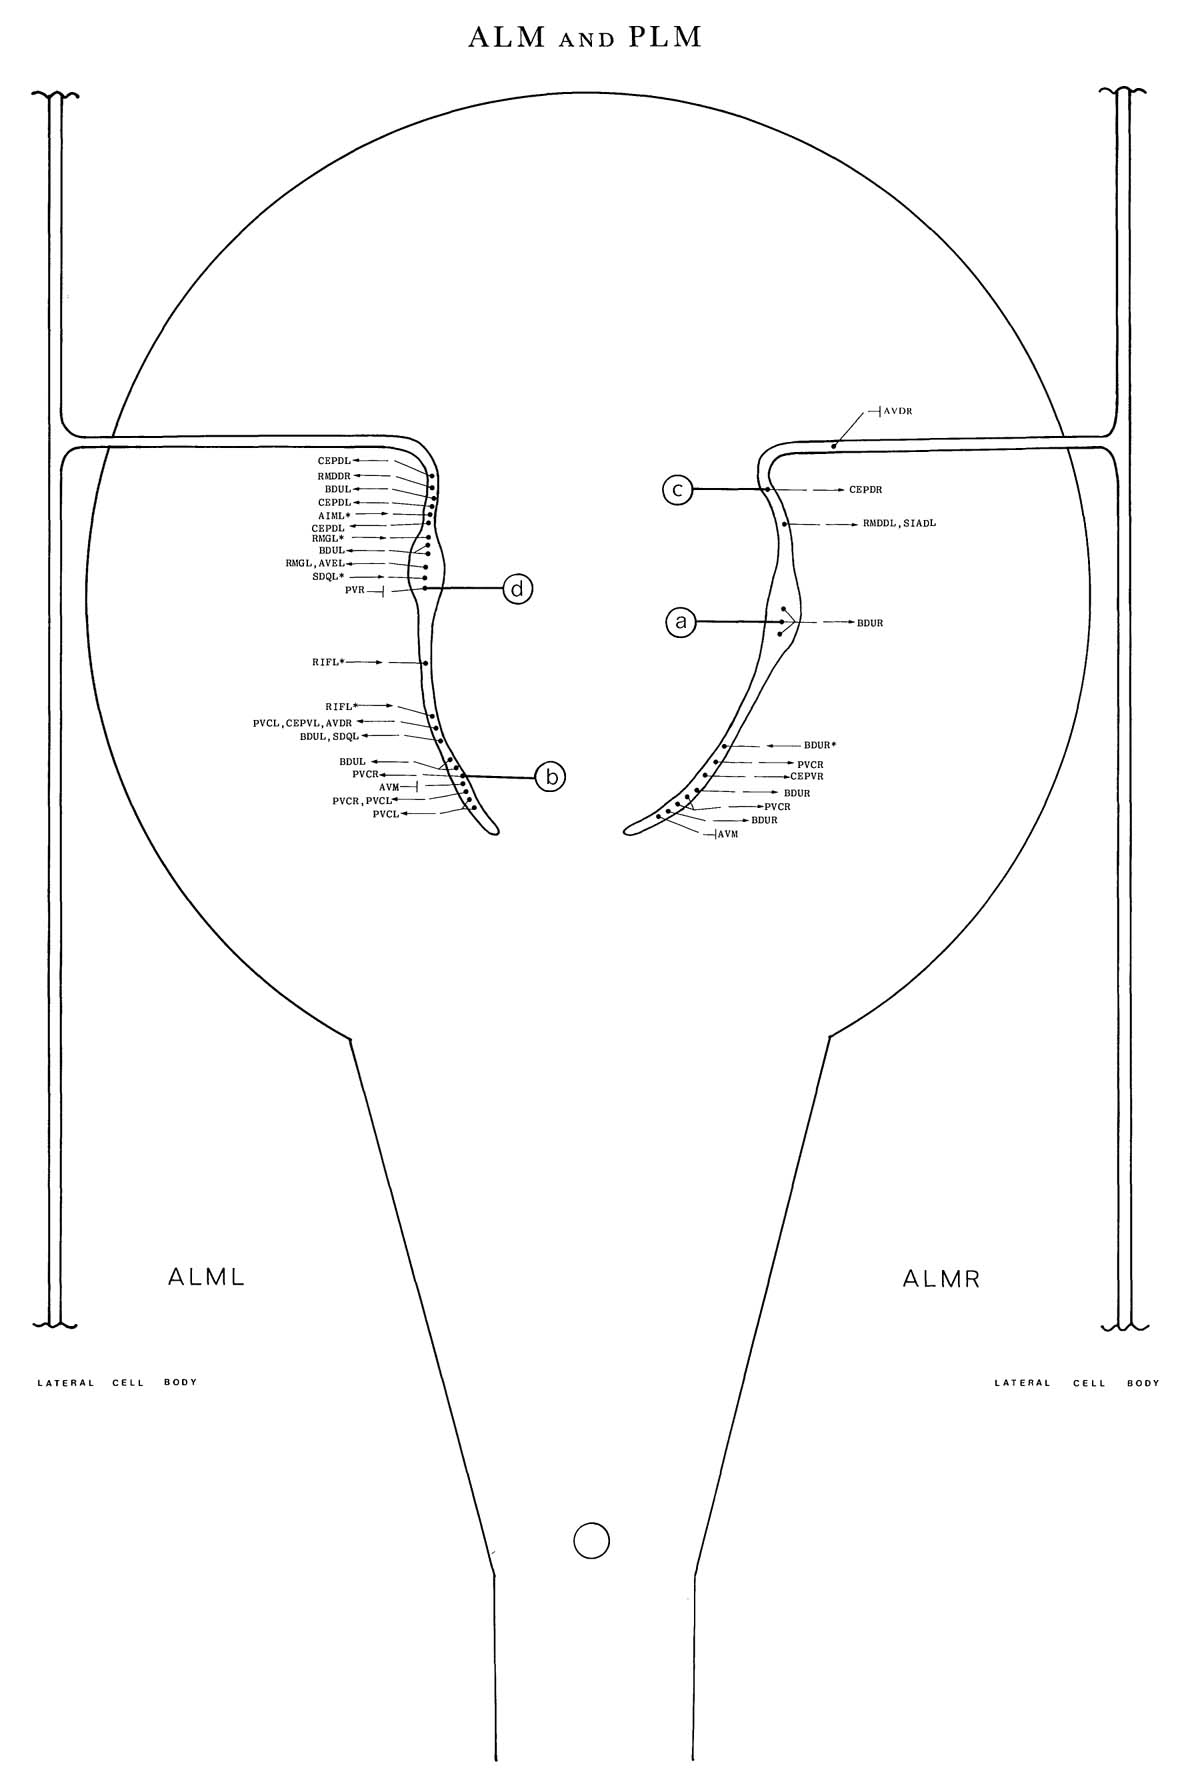 ALM AND PLM
CEPDL
RMDDR
BDUL
CEPDL
AIML*
CEPDL
RMGL*
BDUL
RMGL,AVEL
SDQL*
PVR
d
RIFL*
RIFL*
PVCL,CEPVL,AVDR
BDUL,SDQL
BDUL
PVCR
b
AVM
PVCR,PVCL
PVCL
AVDR
c
CEPDR
RMDDL,SIADL
a
BDUR
BDUR*
PVCR
CEPVR
BDUR
PVCR
BDUR
AVM
ALML
ALMR
LATERAL CELL BODY
LATERAL CELL BODY